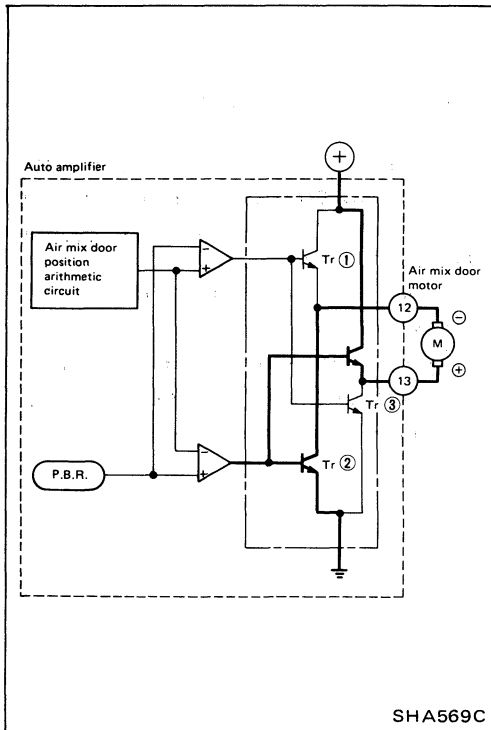 Auto amplifier
+
Air mix door
position
arithmetic
circuit
−
+
Tr ①
Air mix door
motor
12
⊖
M
13
⊕
Tr ③
P.B.R.
−
+
Tr ②
SHA569C